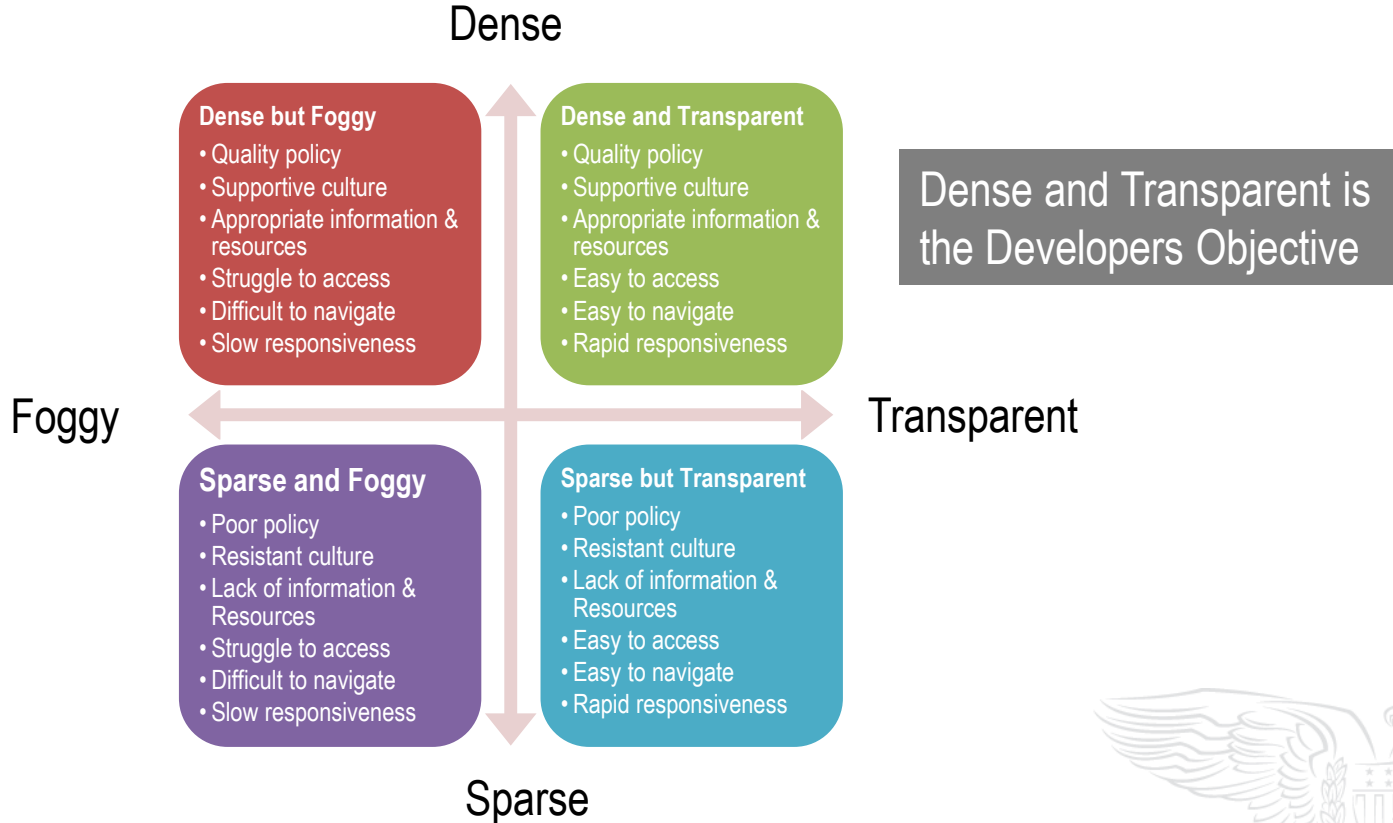 Dense
Dense but Foggy
• Quality policy
• Supportive culture
• Appropriate information &
resources
• Struggle to access
• Difficult to navigate
• Slow responsiveness
Dense and Transparent
• Quality policy
• Supportive culture
• Appropriate information &
resources
• Easy to access
• Easy to navigate
• Rapid responsiveness
Dense and Transparent is
the Developers Objective
Foggy
Transparent
Sparse and Foggy
• Poor policy
• Resistant culture
• Lack of information &
Resources
• Struggle to access
• Difficult to navigate
• Slow responsiveness
Sparse but Transparent
• Poor policy
• Resistant culture
• Lack of information &
Resources
• Easy to access
• Easy to navigate
• Rapid responsiveness
Sparse